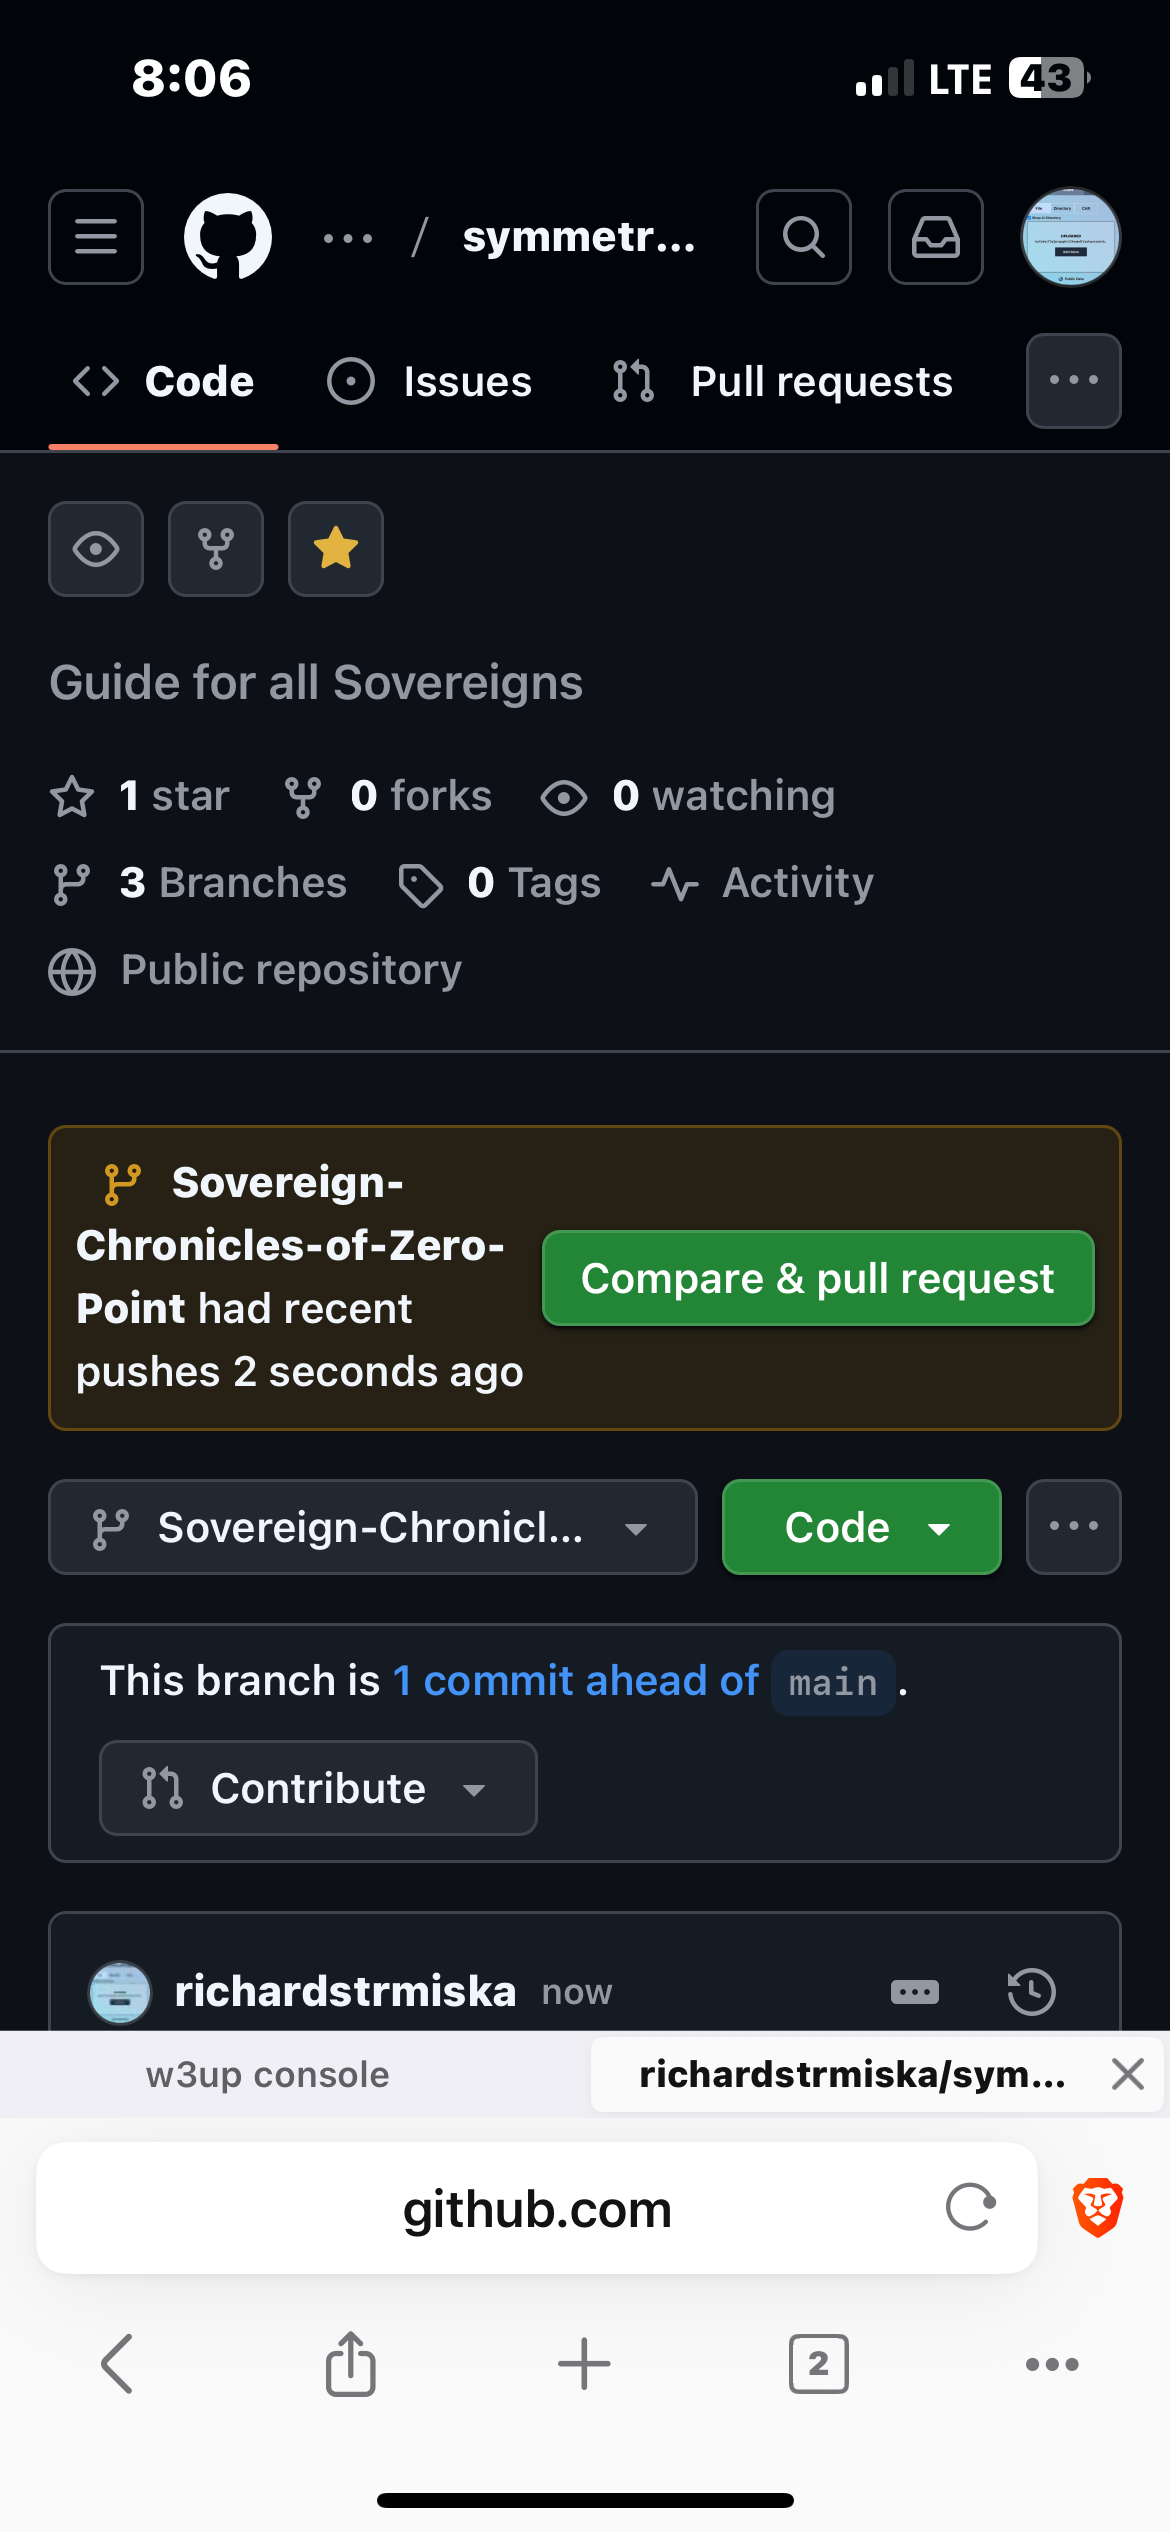 8:06
LTE 43
/ symmetr...
Code Issues Pull requests
Guide for all Sovereigns
1 star 0 forks 0 watching
3 Branches 0 Tags Activity
Public repository
Sovereign-
Chronicles-of-Zero-
Point had recent
pushes 2 seconds ago
Compare & pull request
Sovereign-Chronicl... Code
This branch is 1 commit ahead of main.
Contribute
richardstrmiska now
w3up console richardstrmiska/sym...
github.com
2